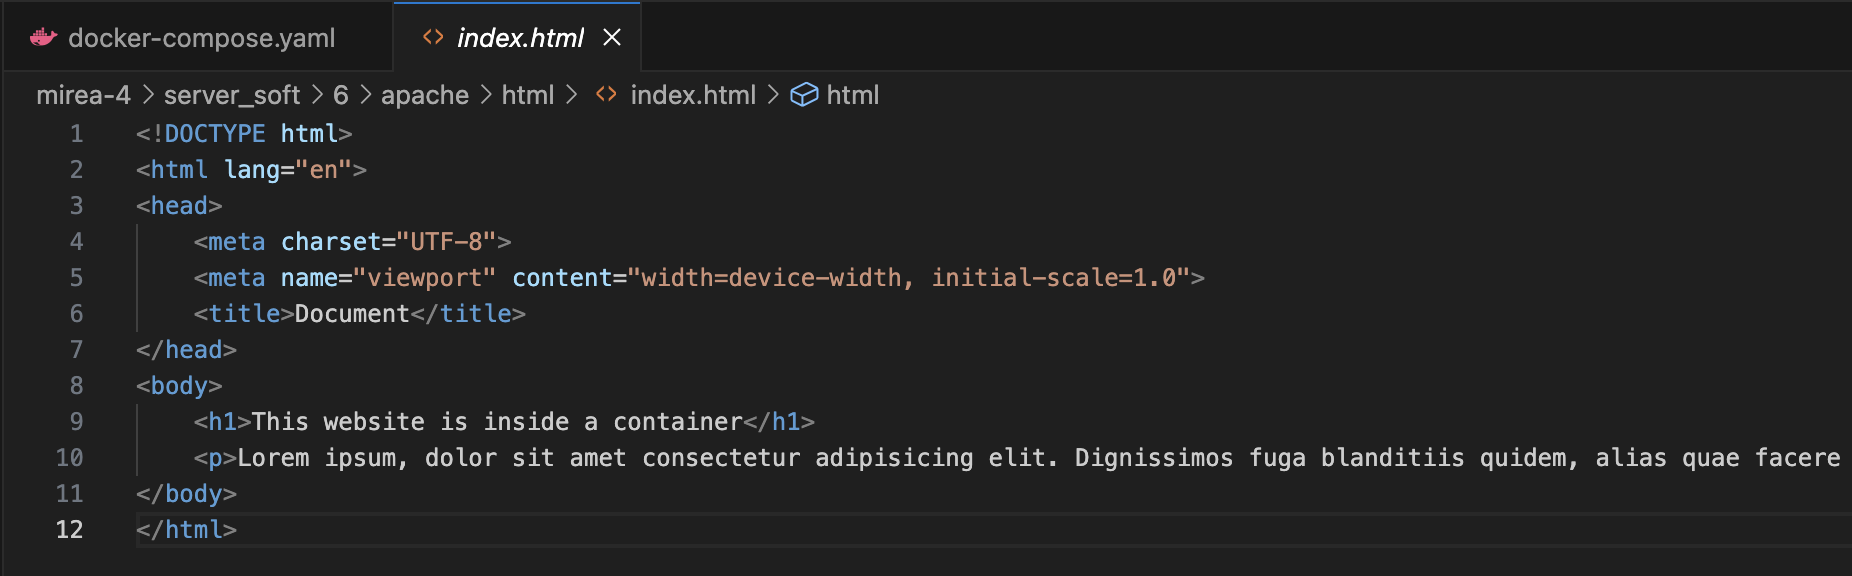 docker-compose.yaml index.html
mirea-4 > server_soft > 6 > apache > html > <> index.html > html
1 <!DOCTYPE html>
2 <html lang="en">
3 <head>
4     <meta charset="UTF-8">
5     <meta name="viewport" content="width=device-width, initial-scale=1.0">
6     <title>Document</title>
7 </head>
8 <body>
9     <h1>This website is inside a container</h1>
10     <p>Lorem ipsum, dolor sit amet consectetur adipisicing elit. Dignissimos fuga blanditiis quidem, alias quae facere
11 </body>
12 </html>